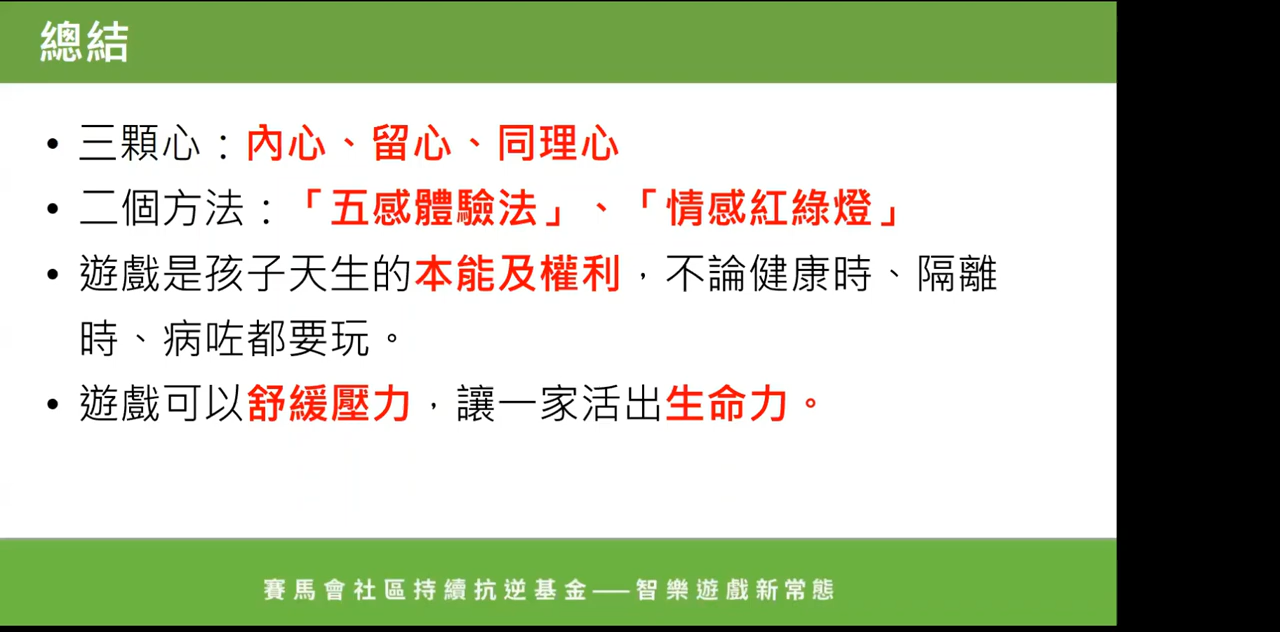 總結
• 三顆心：內心、留心、同理心
• 二個方法：「五感體驗法」、「情感紅綠燈」
• 遊戲是孩子天生的本能及權利，不論健康時、隔離
時、病咗都要玩。
• 遊戲可以舒緩壓力，讓一家活出生命力。
賽馬會社區持續抗逆基金——智樂遊戲新常態